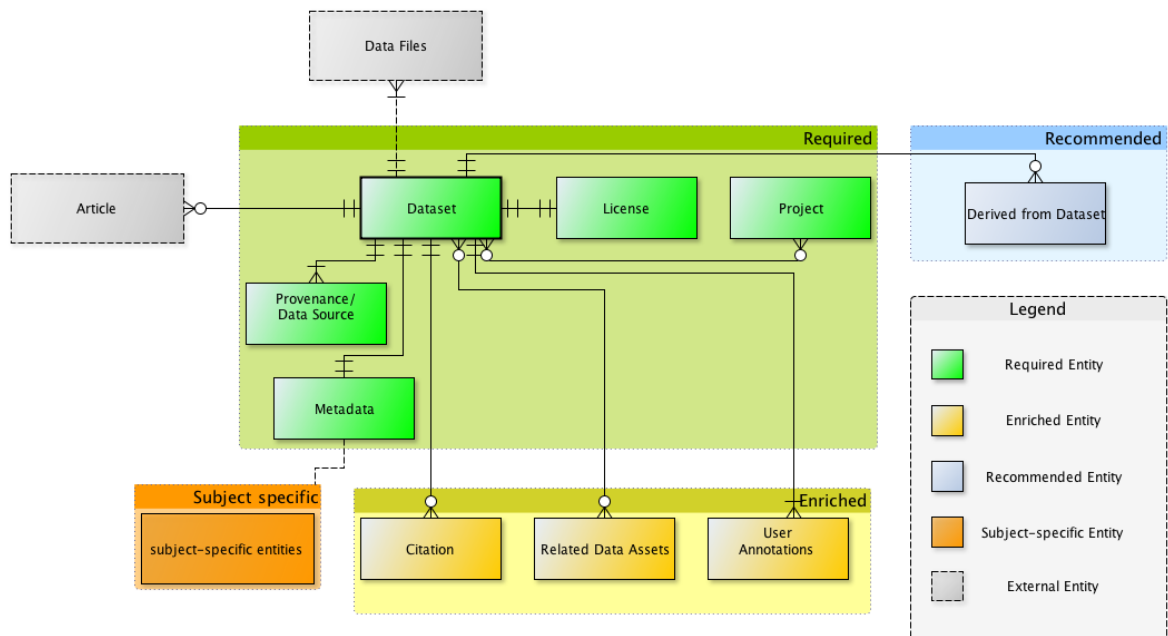 Data Files
Required
Recommended
Article
Dataset
License
Project
Derived from Dataset
Provenance/
Data Source
Metadata
Legend
Required Entity
Enriched Entity
Recommended Entity
Subject-specific Entity
External Entity
Subject specific
subject-specific entities
Enriched
Citation
Related Data Assets
User
Annotations